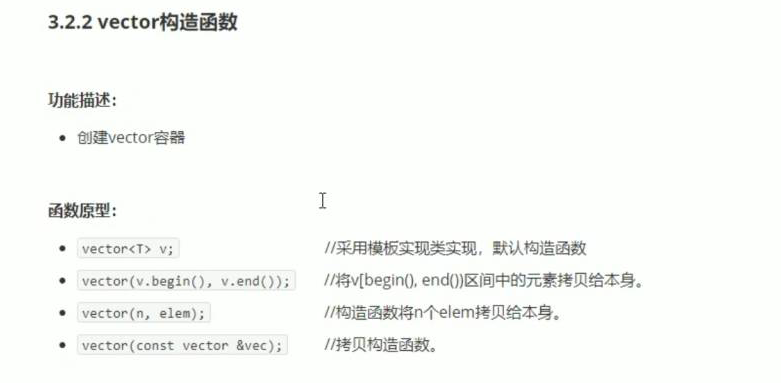 3.2.2 vector构造函数
功能描述：
创建vector容器
函数原型：
vector<T> v; //采用模板实现类实现，默认构造函数
vector(v.begin(), v.end()); //将v[begin(), end())区间中的元素拷贝给本身。
vector(n, elem); //构造函数将n个elem拷贝给本身。
vector(const vector &vec); //拷贝构造函数。